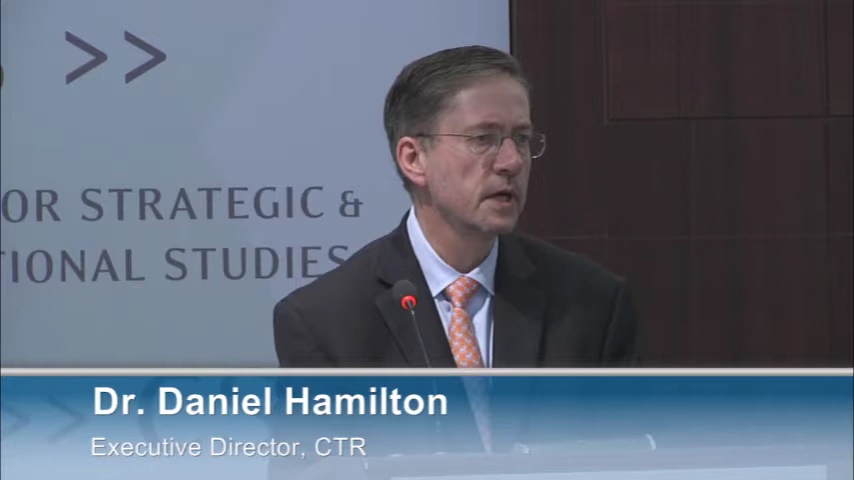 >>
OR STRATEGIC &
TIONAL STUDIES
Dr. Daniel Hamilton
Executive Director, CTR